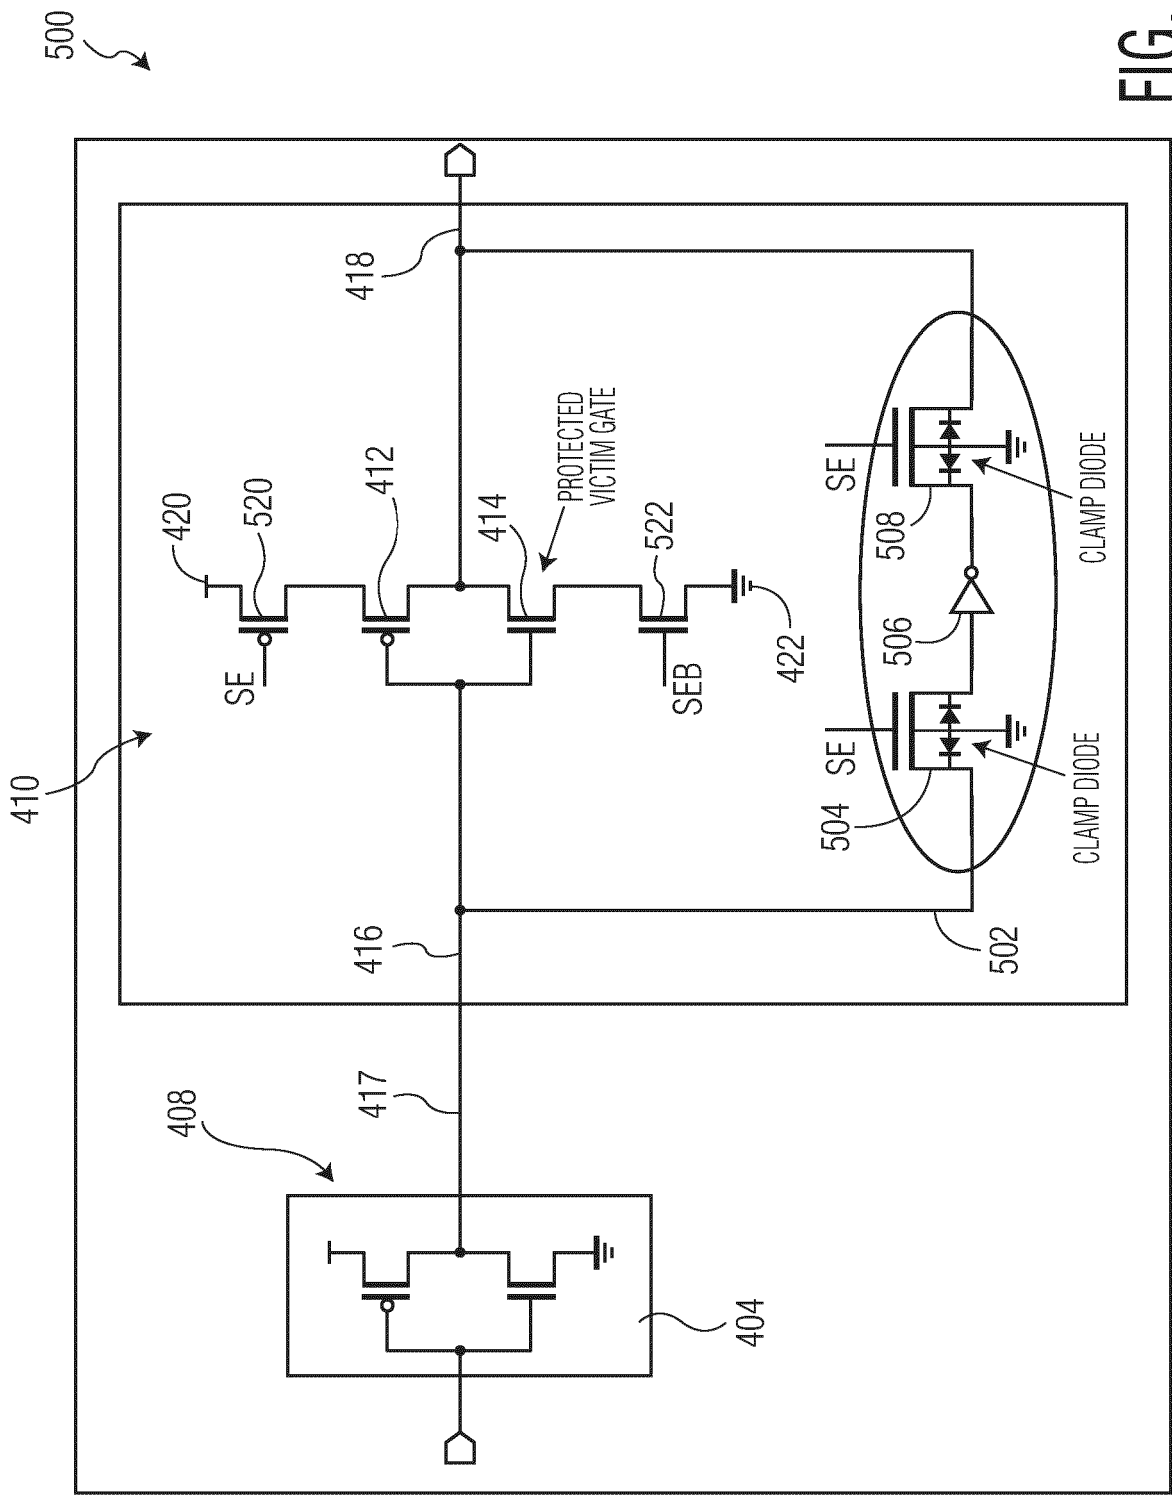 500
FIG.
410
418
420
520
412
414
PROTECTED
VICTIM GATE
522
SE
SEB
422
SE
508
CLAMP DIODE
506
SE
504
CLAMP DIODE
416
502
417
408
404